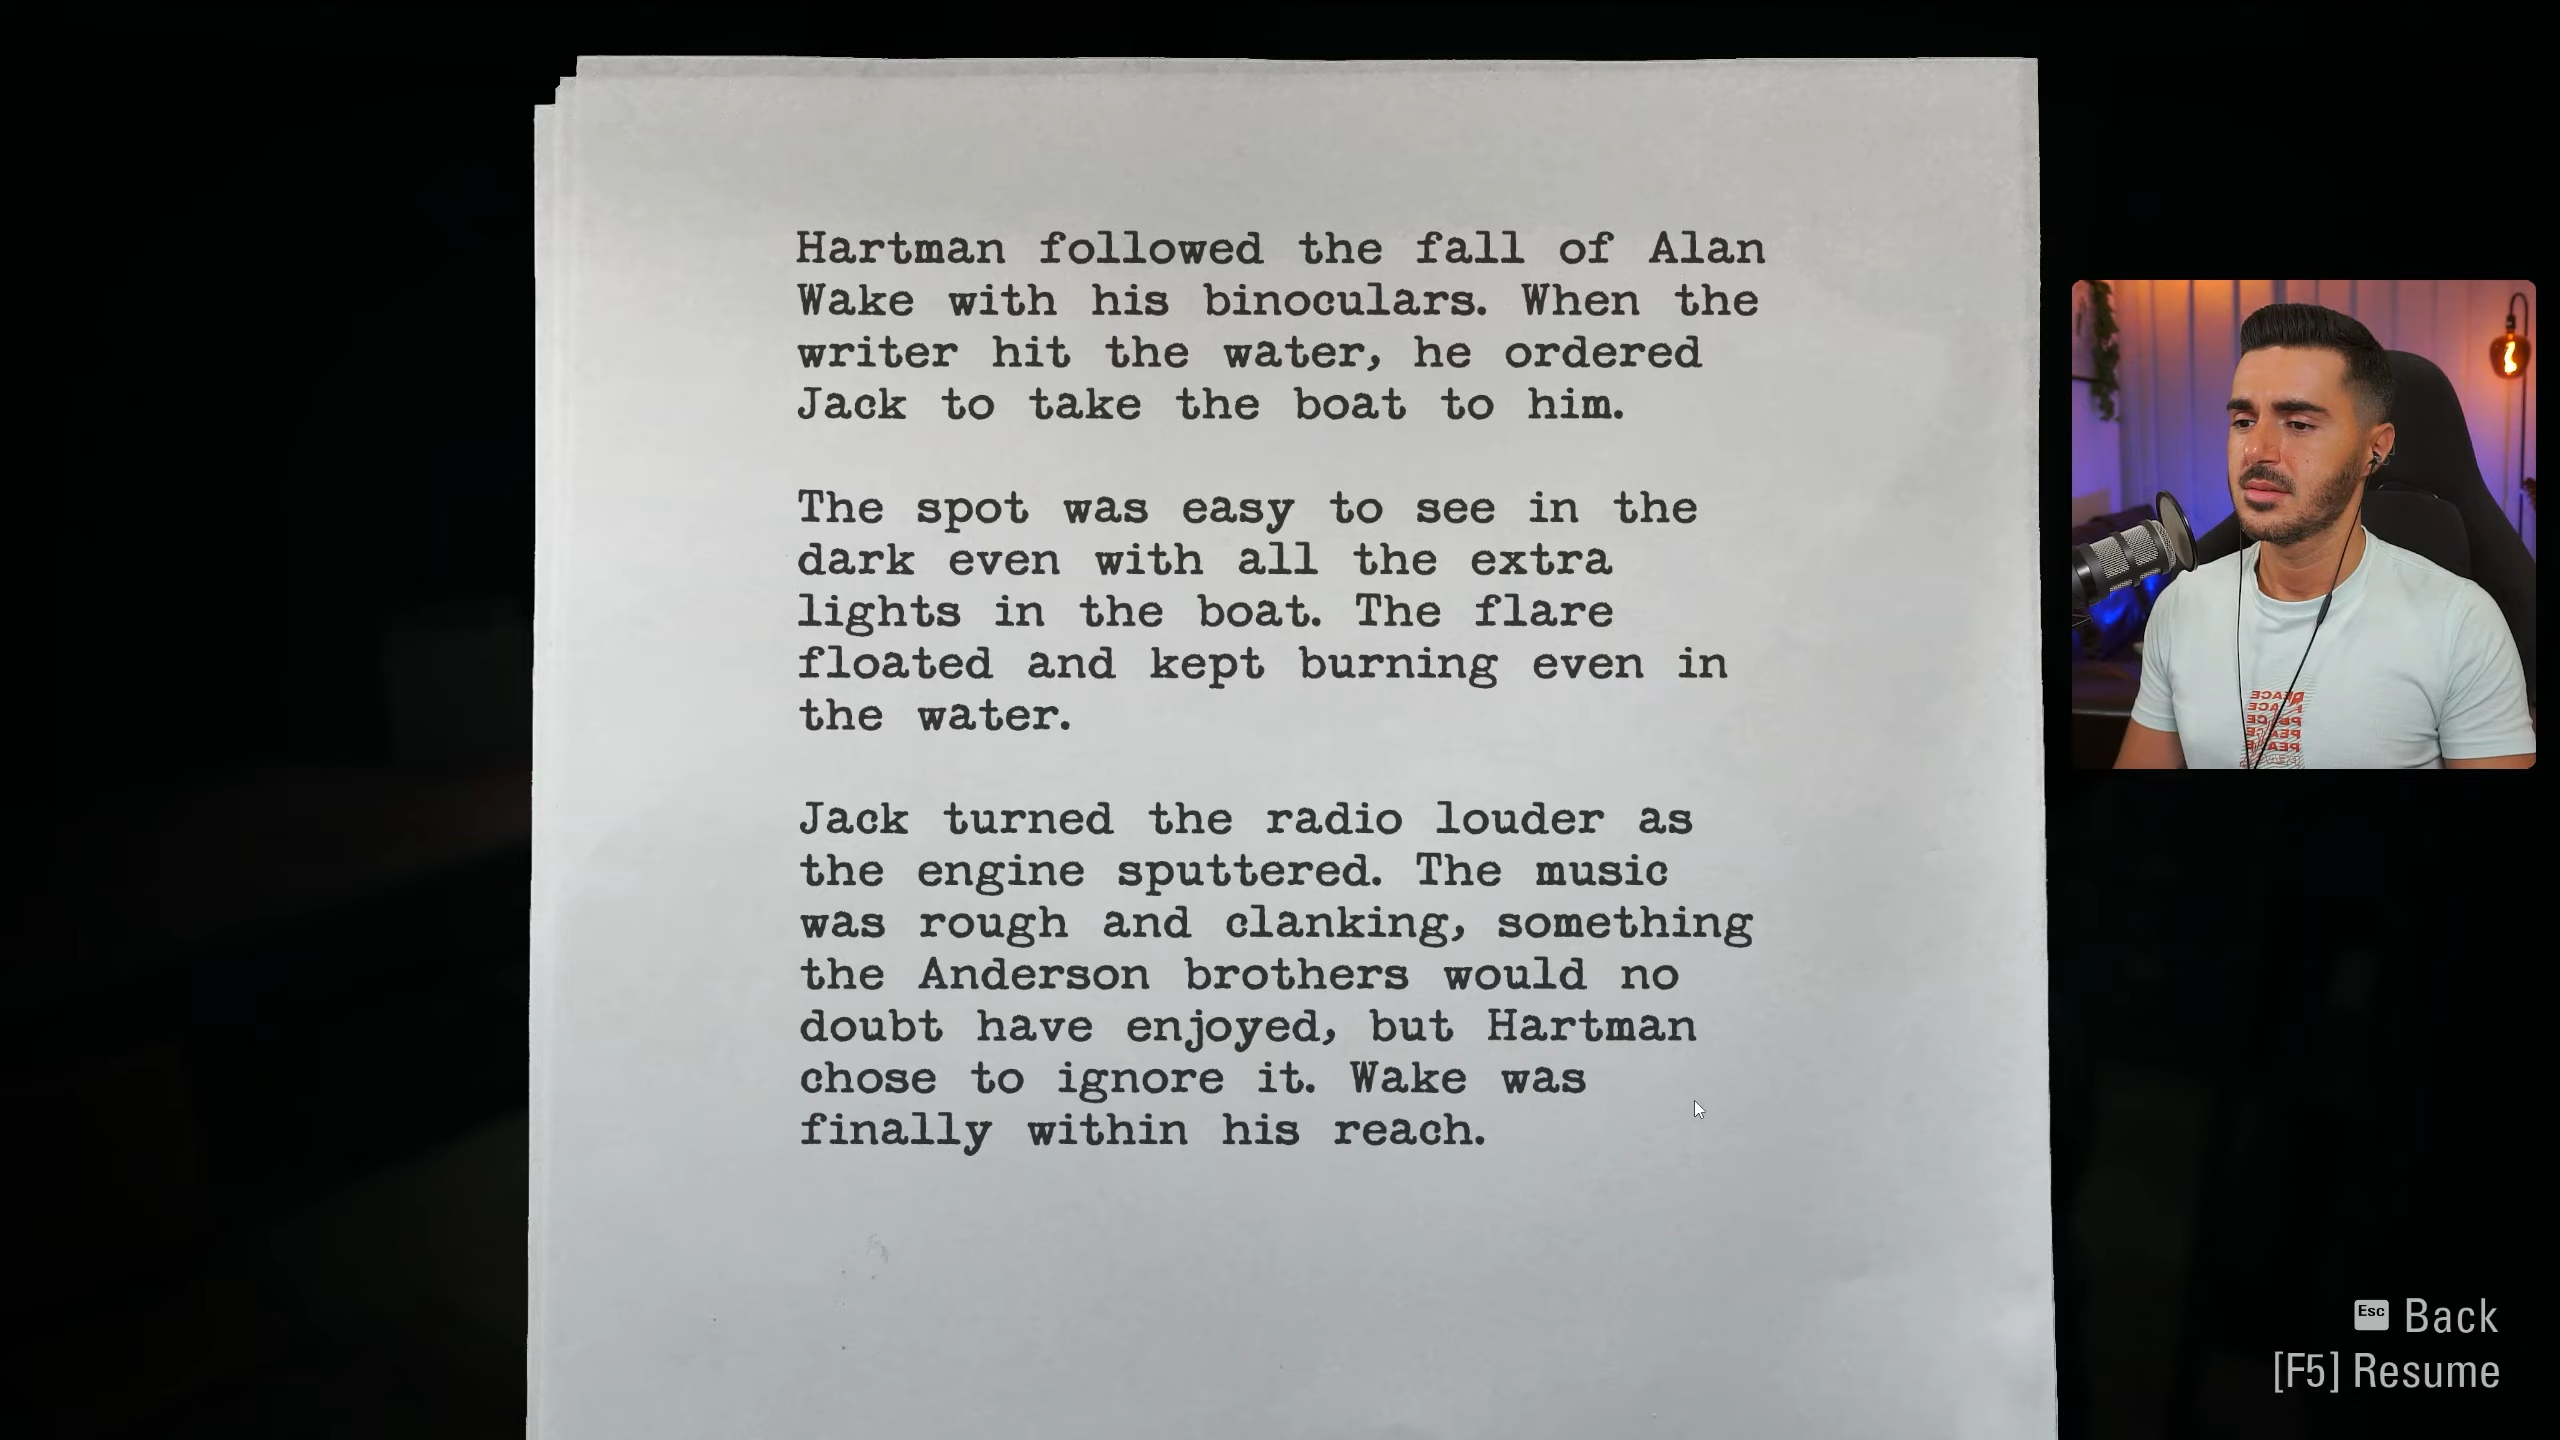 Hartman followed the fall of Alan
Wake with his binoculars. When the
writer hit the water, he ordered
Jack to take the boat to him.
The spot was easy to see in the
dark even with all the extra
lights in the boat. The flare
floated and kept burning even in
the water.
Jack turned the radio louder as
the engine sputtered. The music
was rough and clanking, something
the Anderson brothers would no
doubt have enjoyed, but Hartman
chose to ignore it. Wake was
finally within his reach.
Esc Back
[F5] Resume